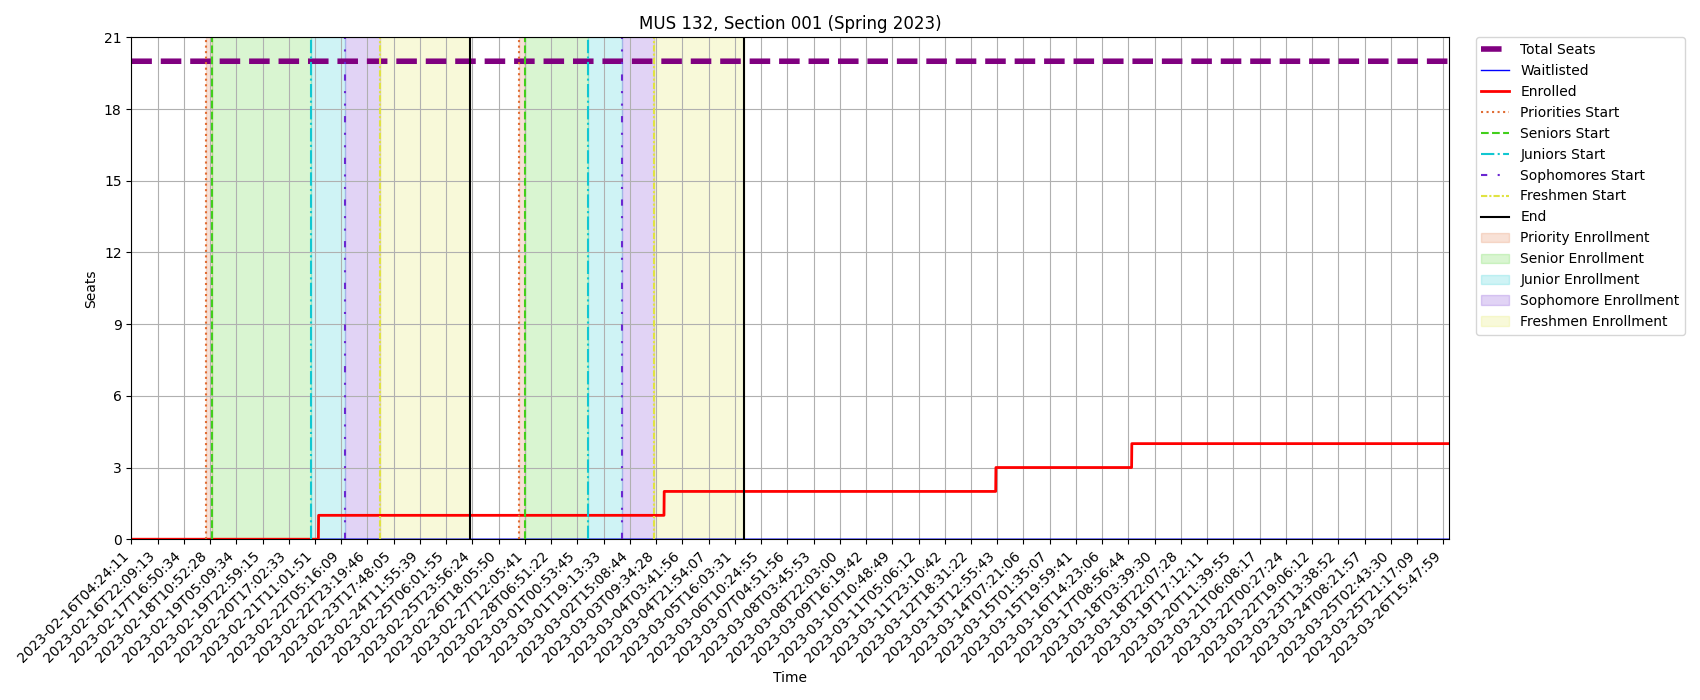 MUS 132, Section 001 (Spring 2023)
21
18
15
12
9
6
3
0
Seats
2023-02-16T04:24:11
2023-02-16T22:09:13
2023-02-17T16:50:34
2023-02-18T10:52:28
2023-02-19T05:09:34
2023-02-19T22:59:15
2023-02-20T17:02:33
2023-02-21T11:01:51
2023-02-22T05:16:09
2023-02-22T23:19:46
2023-02-23T17:48:05
2023-02-24T11:55:39
2023-02-25T06:01:55
2023-02-25T23:56:24
2023-02-26T18:05:50
2023-02-27T12:05:41
2023-02-28T06:51:22
2023-03-01T00:53:45
2023-03-01T19:13:33
2023-03-02T15:08:44
2023-03-03T09:34:28
2023-03-04T03:41:56
2023-03-04T21:54:07
2023-03-05T16:03:31
2023-03-06T10:24:55
2023-03-07T04:51:56
2023-03-08T03:45:53
2023-03-08T22:03:00
2023-03-09T16:19:42
2023-03-10T10:48:49
2023-03-11T05:06:12
2023-03-11T23:10:42
2023-03-12T18:31:22
2023-03-13T12:55:43
2023-03-14T07:21:06
2023-03-15T01:35:07
2023-03-15T19:59:41
2023-03-16T14:23:06
2023-03-17T08:56:44
2023-03-18T03:39:30
2023-03-18T22:07:28
2023-03-19T17:12:11
2023-03-20T11:39:55
2023-03-21T06:08:17
2023-03-22T00:27:24
2023-03-22T19:06:12
2023-03-23T13:38:52
2023-03-24T08:21:57
2023-03-25T02:43:30
2023-03-25T21:17:09
2023-03-26T15:47:59
Time
Total Seats
Waitlisted
Enrolled
Priorities Start
Seniors Start
Juniors Start
Sophomores Start
Freshmen Start
End
Priority Enrollment
Senior Enrollment
Junior Enrollment
Sophomore Enrollment
Freshmen Enrollment